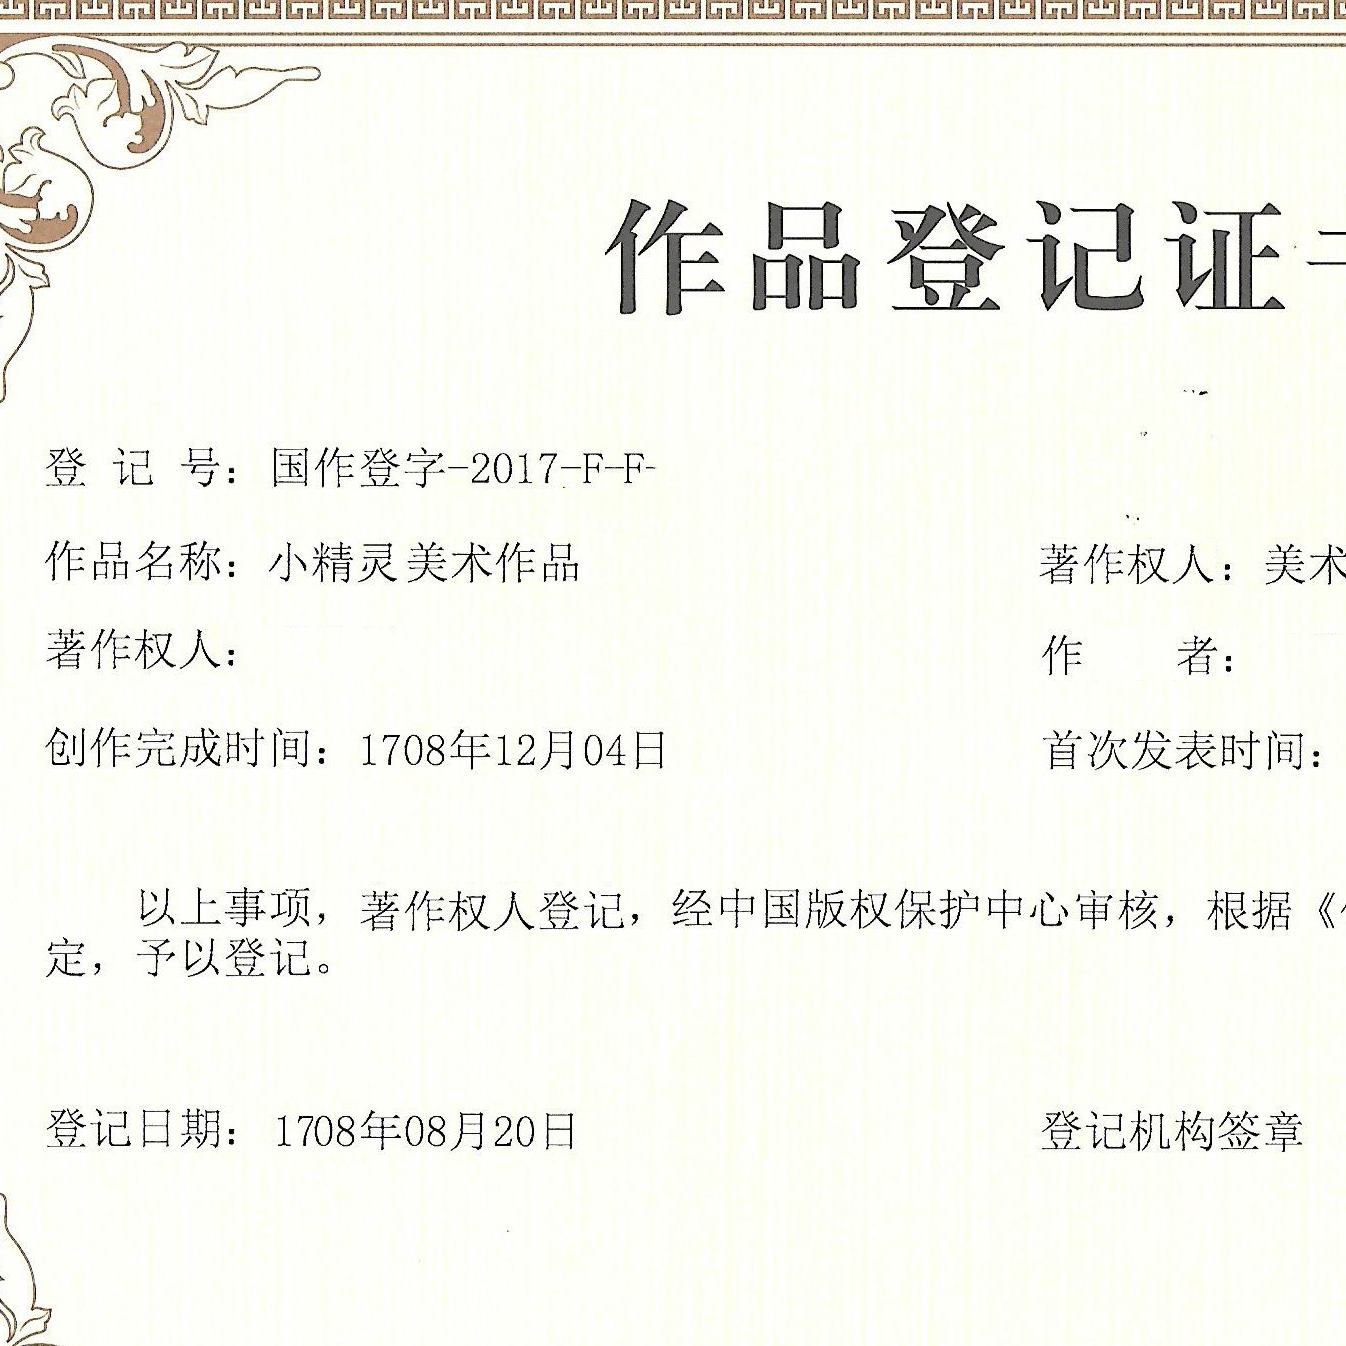 作品登记证
登 记 号：国作登字-2017-F-F-
作品名称：小精灵美术作品
著作权人：美术
著作权人：
作 者：
创作完成时间：1708年12月04日
首次发表时间：
以上事项，著作权人登记，经中国版权保护中心审核，根据《
定，予以登记。
登记日期：1708年08月20日
登记机构签章